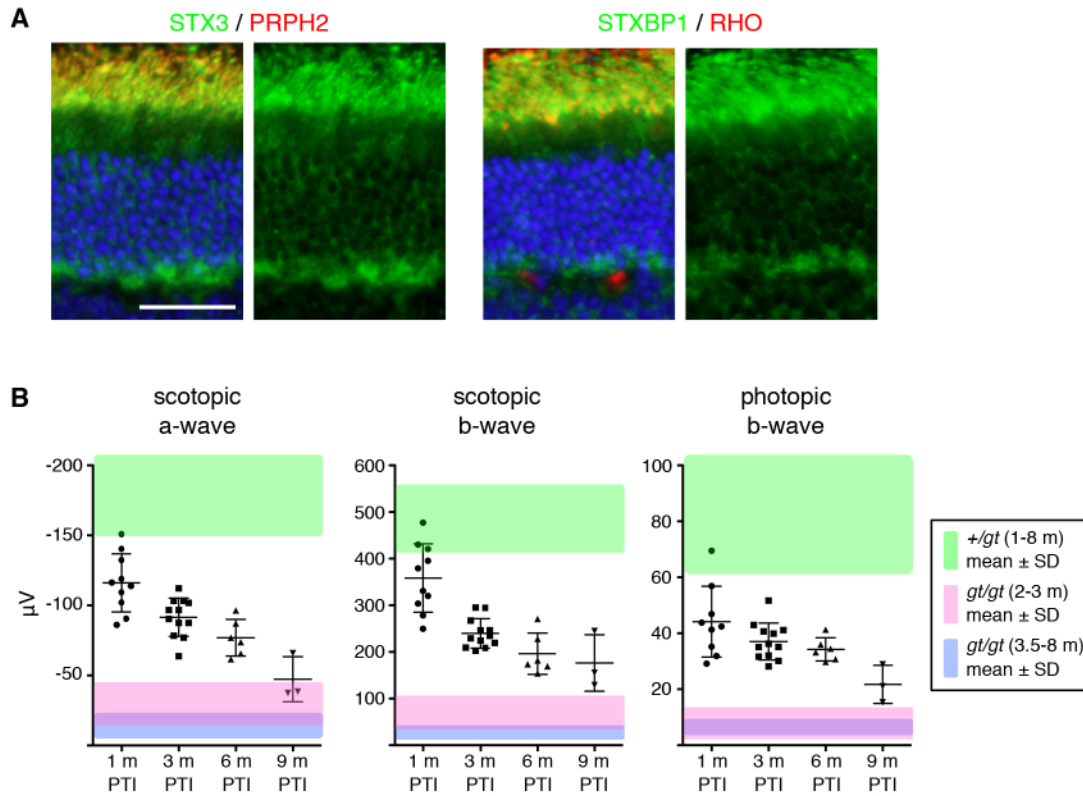 A
STX3 / PRPH2
STXBP1 / RHO
B
scotopic
a-wave
scotopic
b-wave
photopic
b-wave
µV
-200
-150
-100
-50
600
500
400
300
200
100
100
80
60
40
20
1 m
PTI
3 m
PTI
6 m
PTI
9 m
PTI
1 m
PTI
3 m
PTI
6 m
PTI
9 m
PTI
1 m
PTI
3 m
PTI
6 m
PTI
9 m
PTI
+/gt (1-8 m)
mean ± SD
gt/gt (2-3 m)
mean ± SD
gt/gt (3.5-8 m)
mean ± SD